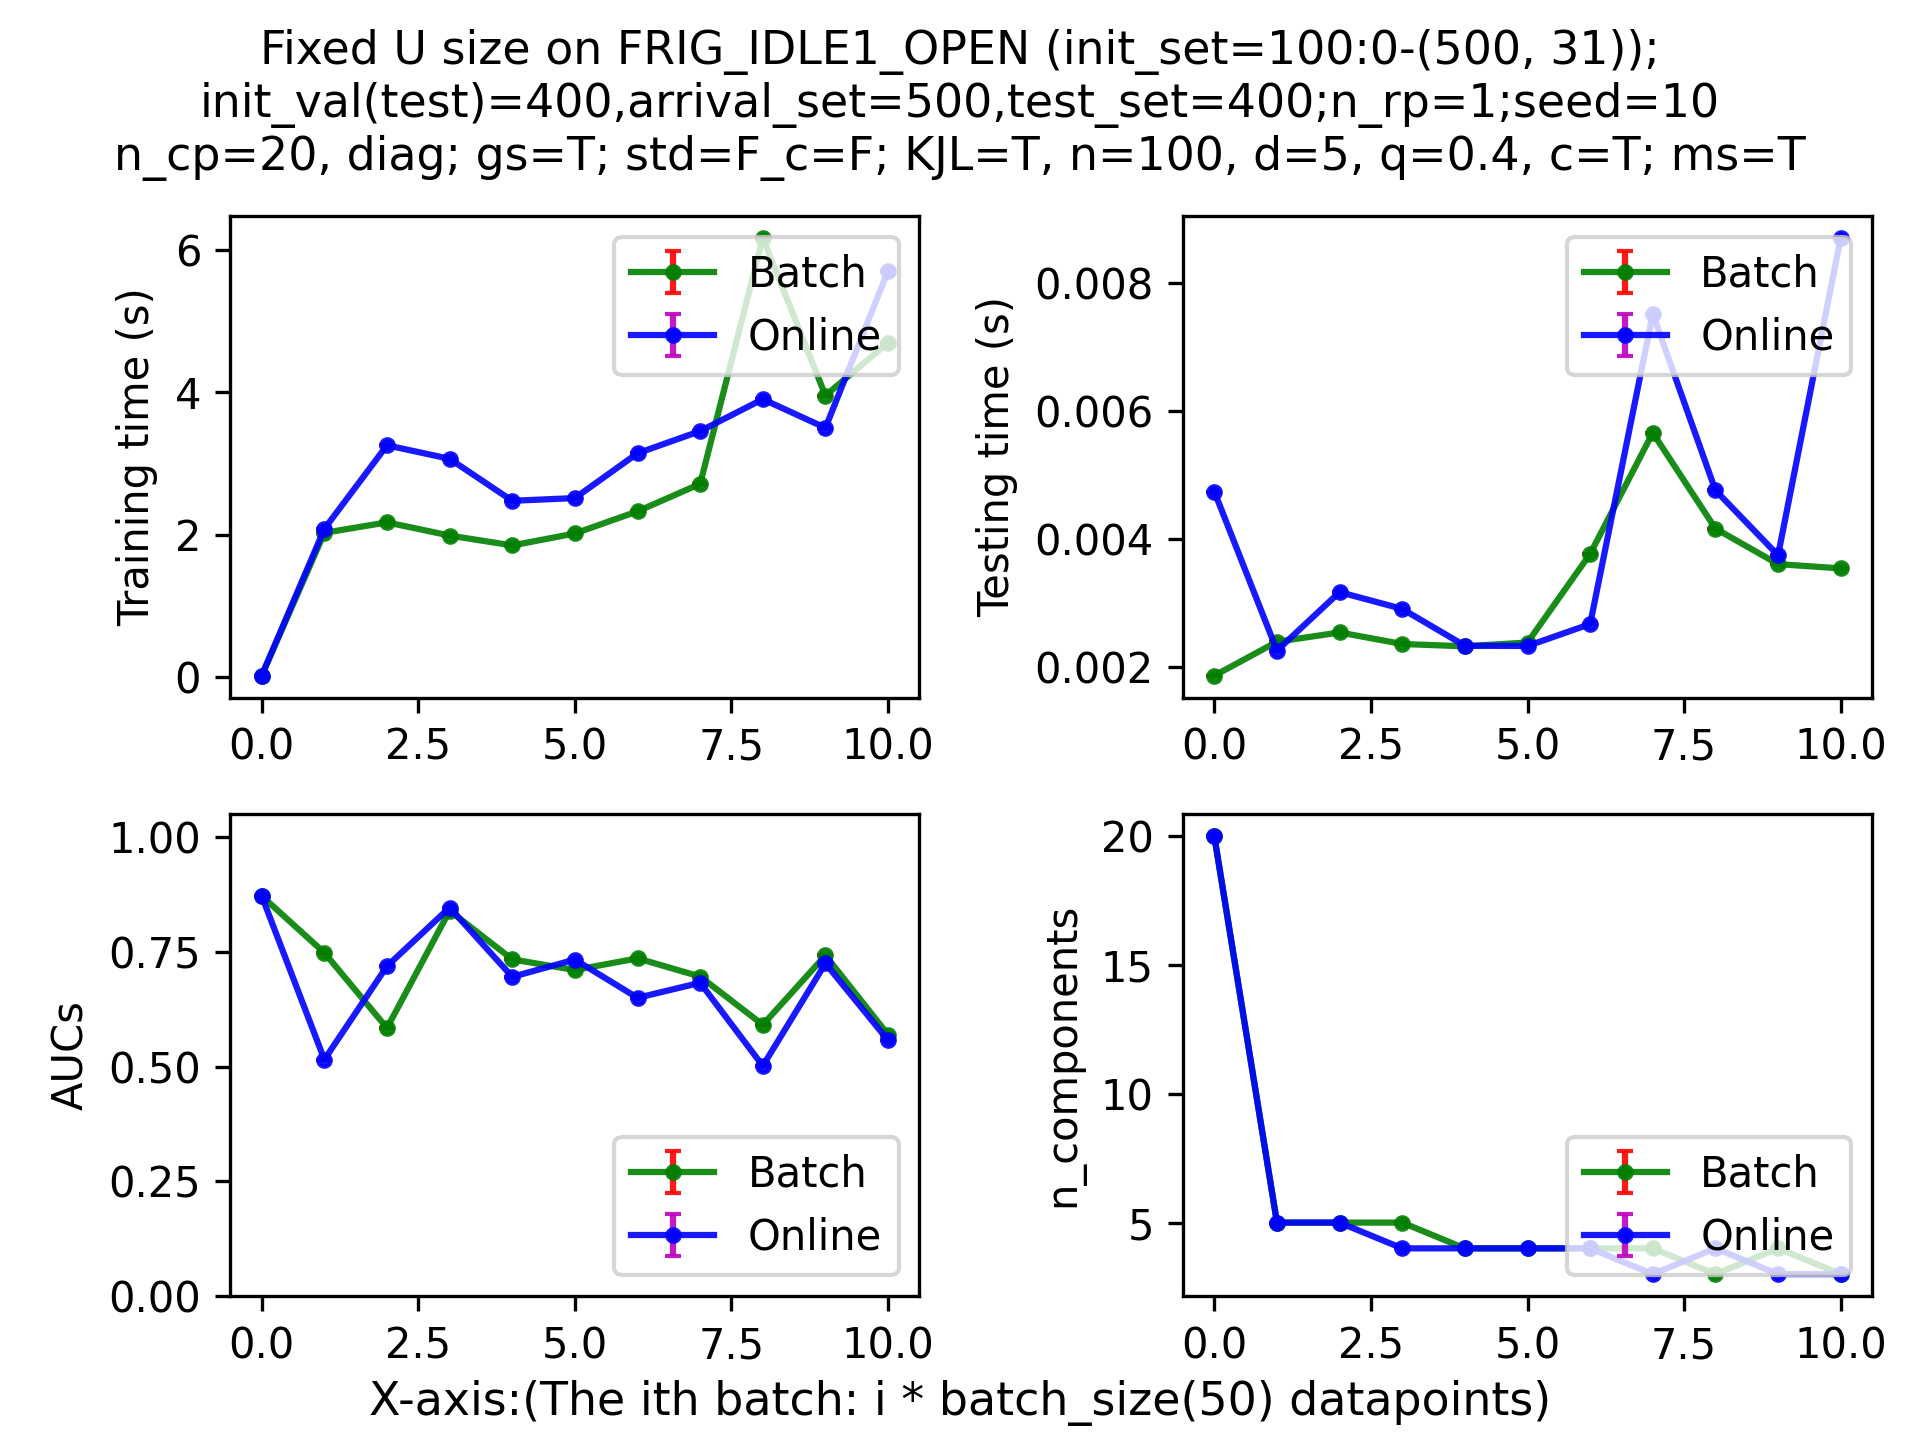 Fixed U size on FRIG_IDLE1_OPEN (init_set=100:0-(500, 31));
init_val(test)=400,arrival_set=500,test_set=400;n_rp=1;seed=10
n_cp=20, diag; gs=T; std=F_c=F; KJL=T, n=100, d=5, q=0.4, c=T; ms=T
Training time (s)
6
4
2
0
0.0 2.5 5.0 7.5 10.0
Batch
Online
Testing time (s)
0.008
0.006
0.004
0.002
0.0 2.5 5.0 7.5 10.0
Batch
Online
AUCs
1.00
0.75
0.50
0.25
0.00
0.0 2.5 5.0 7.5 10.0
Batch
Online
n_components
20
15
10
5
0.0 2.5 5.0 7.5 10.0
Batch
Online
X-axis:(The ith batch: i * batch_size(50) datapoints)